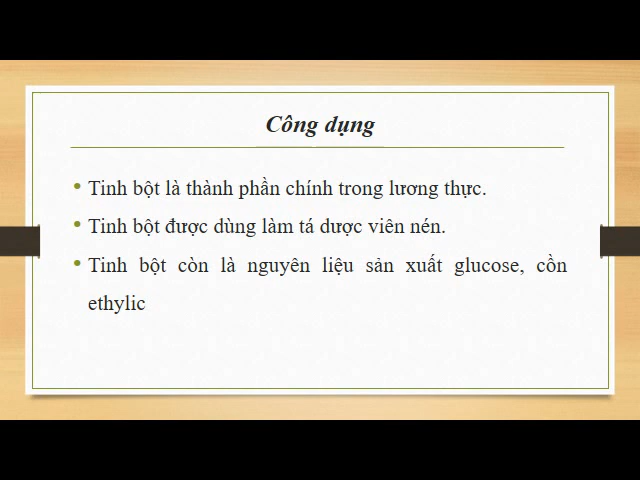 Công dụng
• Tinh bột là thành phần chính trong lương thực.
• Tinh bột được dùng làm tá dược viên nén.
• Tinh bột còn là nguyên liệu sản xuất glucose, cồn
ethylic